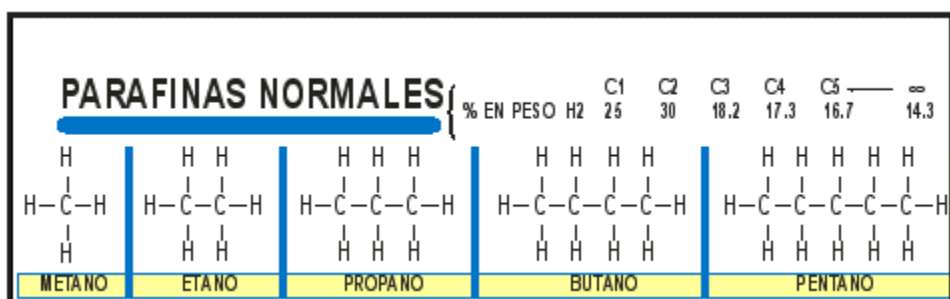 C1 C2 C3 C4 C5 —— ∞
PARAFINAS NORMALES { % EN PESO H2 25 30 18.2 17.3 16.7 14.3
H H H H H H H H H H H H H H H
H–C–H H–C–C–H H–C–C–C–H H–C–C–C–C–H H–C–C–C–C–C–H
H H H H H H H H H H H H H H H
METANO ETANO PROPANO BUTANO PENTANO